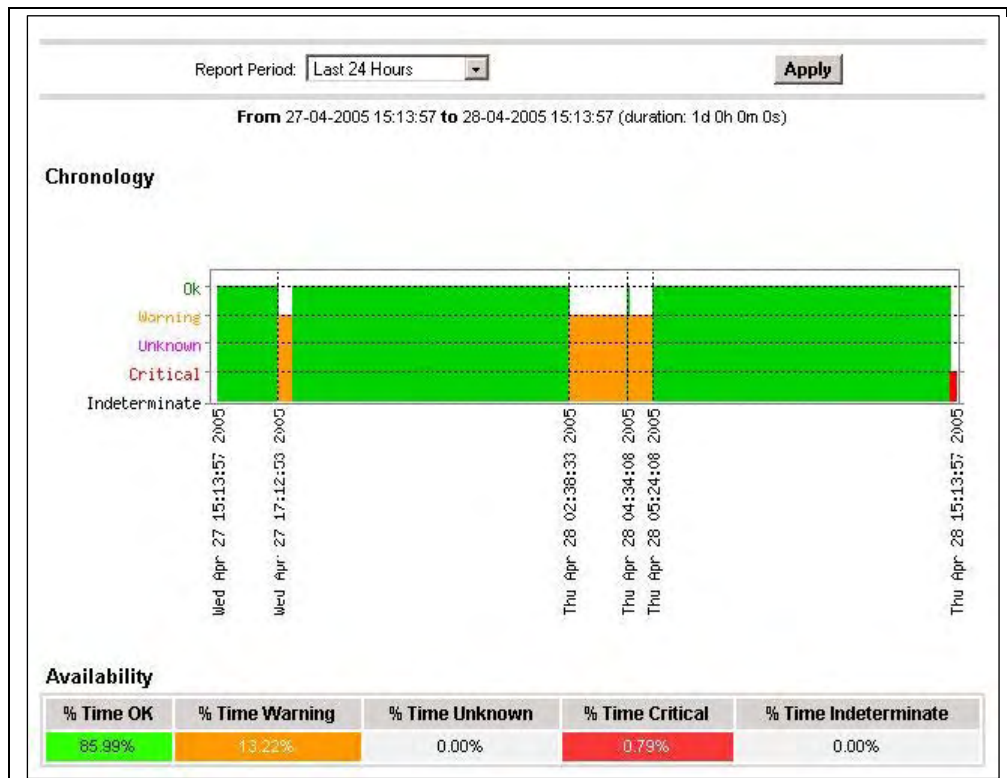 Report Period: Last 24 Hours Apply
From 27-04-2005 15:13:57 to 28-04-2005 15:13:57 (duration: 1d 0h 0m 0s)
Chronology
Ok
Warning
Unknown
Critical
Indeterminate
Wed Apr 27 15:13:57 2005
Wed Apr 27 17:12:53 2005
Thu Apr 28 02:38:33 2005
Thu Apr 28 04:34:08 2005
Thu Apr 28 05:24:08 2005
Thu Apr 28 15:13:57 2005
Availability
% Time OK % Time Warning % Time Unknown % Time Critical % Time Indeterminate
85.99% 13.22% 0.00% 0.79% 0.00%